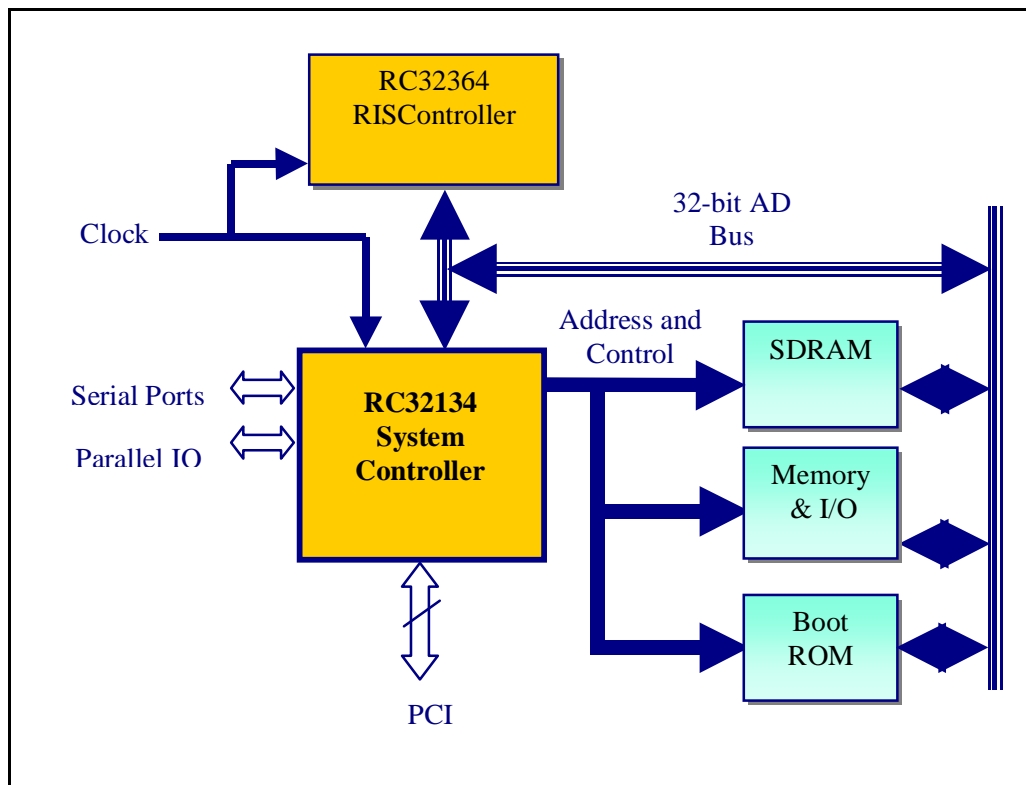 RC32364
RISController
32-bit AD
Bus
Clock
Address and
Control
SDRAM
Serial Ports
Parallel IO
RC32134
System
Controller
Memory
& I/O
Boot
ROM
PCI